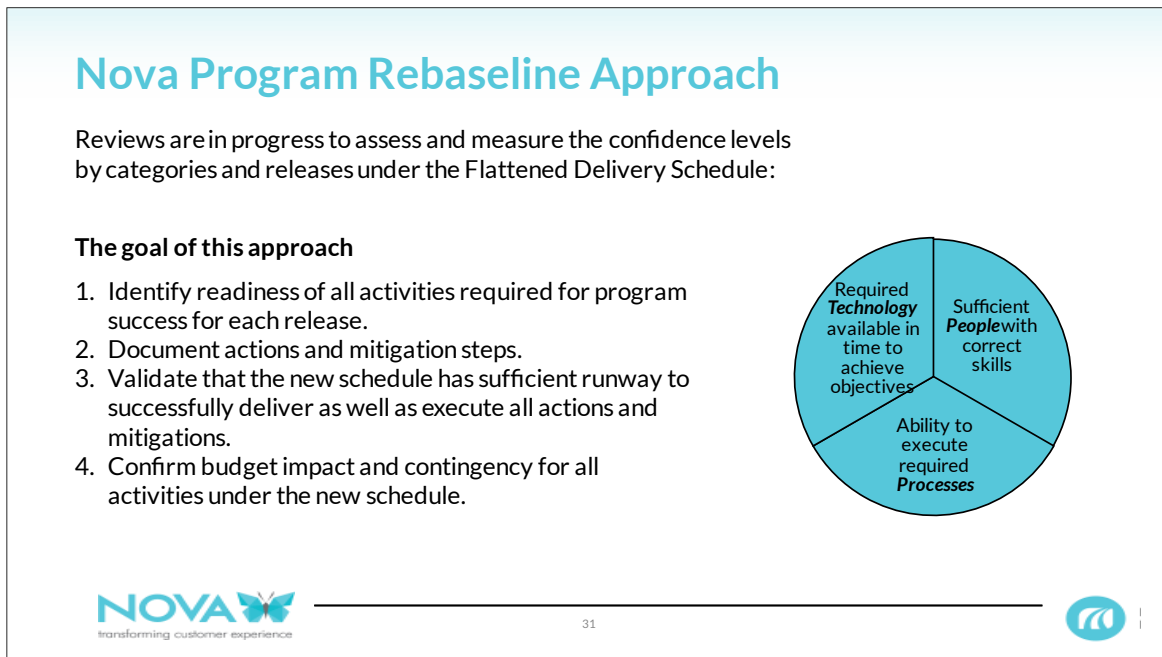 Nova Program Rebaseline Approach
Reviews are in progress to assess and measure the confidence levels
by categories and releases under the Flattened Delivery Schedule:
The goal of this approach
1. Identify readiness of all activities required for program
success for each release.
2. Document actions and mitigation steps.
3. Validate that the new schedule has sufficient runway to
successfully deliver as well as execute all actions and
mitigations.
4. Confirm budget impact and contingency for all
activities under the new schedule.
Required
Technology
available in
time to
achieve
objectives
Sufficient
People with
correct
skills
Ability to
execute
required
Processes
NOVA
transforming customer experience
31